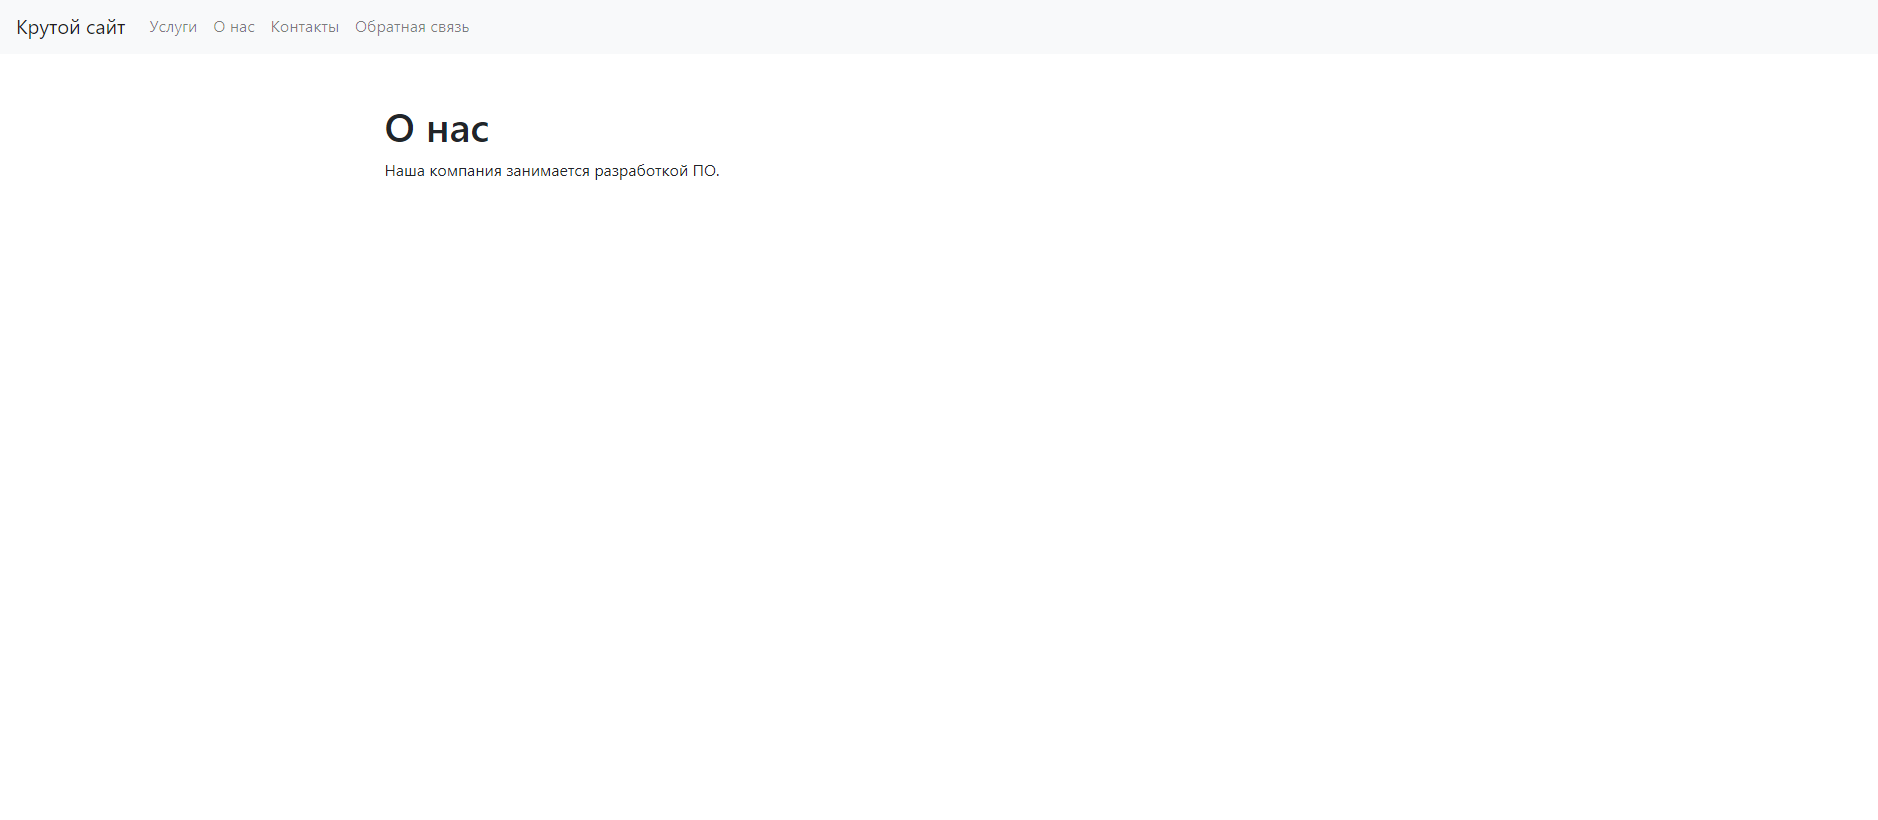 Крутой сайт Услуги О нас Контакты Обратная связь
О нас
Наша компания занимается разработкой ПО.